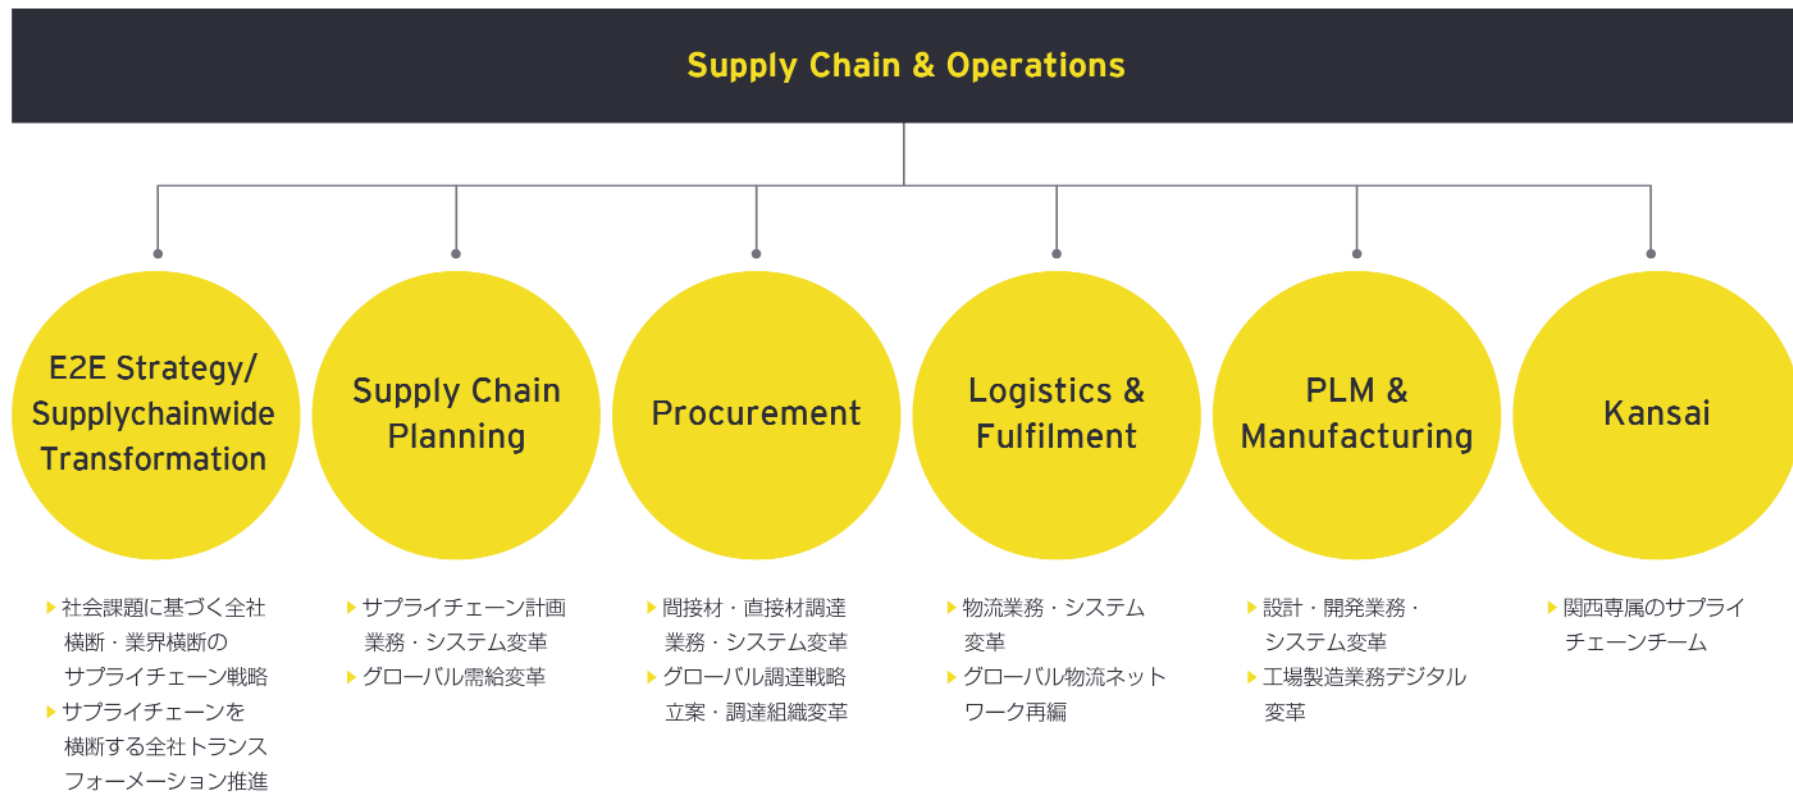 Supply Chain & Operations
E2E Strategy/
Supplychainwide
Transformation
社会課題に基づく全社
横断・業界横断の
サプライチェーン戦略
サプライチェーンを
横断する全社トランス
フォーメーション推進
Supply Chain
Planning
サプライチェーン計画
業務・システム変革
グローバル需給変革
Procurement
間接材・直接材調達
業務・システム変革
グローバル調達戦略
立案・調達組織変革
Logistics &
Fulfilment
物流業務・システム
変革
グローバル物流ネット
ワーク再編
PLM &
Manufacturing
設計・開発業務・
システム変革
工場製造業務デジタル
変革
Kansai
関西専属のサプライ
チェーンチーム